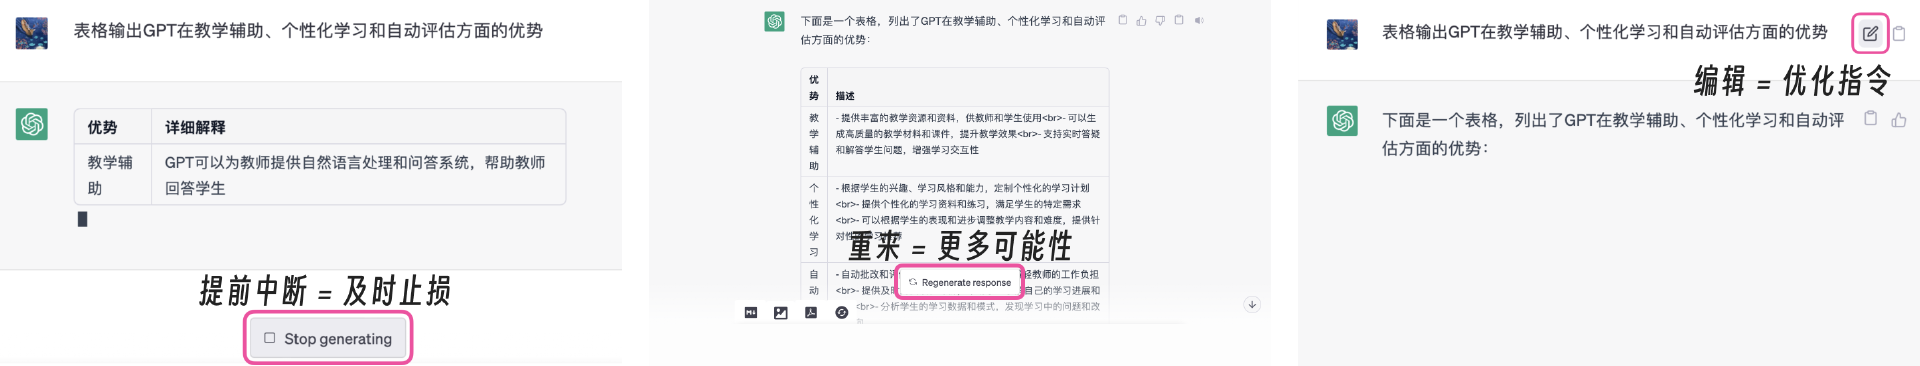 表格输出GPT在教学辅助、个性化学习和自动评估方面的优势
优势 详细解释
教学辅助 GPT可以为教师提供自然语言处理和问答系统，帮助教师
回答学生
提前中断 = 及时止损
Stop generating
下面是一个表格，列出了GPT在教学辅助、个性化学习和自动评
估方面的优势：
优势 描述
教学辅助 - 提供丰富的教学资源和资料，供教师和学生使用<br>- 可以生
成高质量的教学材料和课件，提升教学效果<br>- 支持实时答疑
和解答学生问题，增强学习交互性
个性化学习 - 根据学生的兴趣、学习风格和能力，定制个性化的学习计划
<br>- 提供个性化的学习资料和练习，满足学生的特定需求
<br>- 可以根据学生的表现和进步调整教学内容和难度，提供针
对性
重来 = 更多可能性
自动 - 自动批改和 教师的工作负担
<br>- 提供及 自己的学习进展和
<br>- 分析学生的学习数据和模式，发现学习中的问题和改
Regenerate response
表格输出GPT在教学辅助、个性化学习和自动评估方面的优势
编辑 = 优化指令
下面是一个表格，列出了GPT在教学辅助、个性化学习和自动评
估方面的优势：